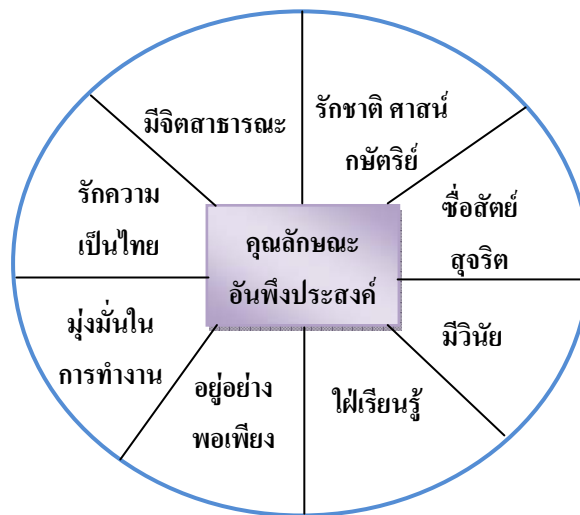 คุณลักษณะ
อันพึงประสงค์
รักชาติ ศาสน์
กษัตริย์
ซื่อสัตย์
สุจริต
มีวินัย
ใฝ่เรียนรู้
อยู่อย่าง
พอเพียง
มุ่งมั่นใน
การทำงาน
รักความ
เป็นไทย
มีจิตสาธารณะ